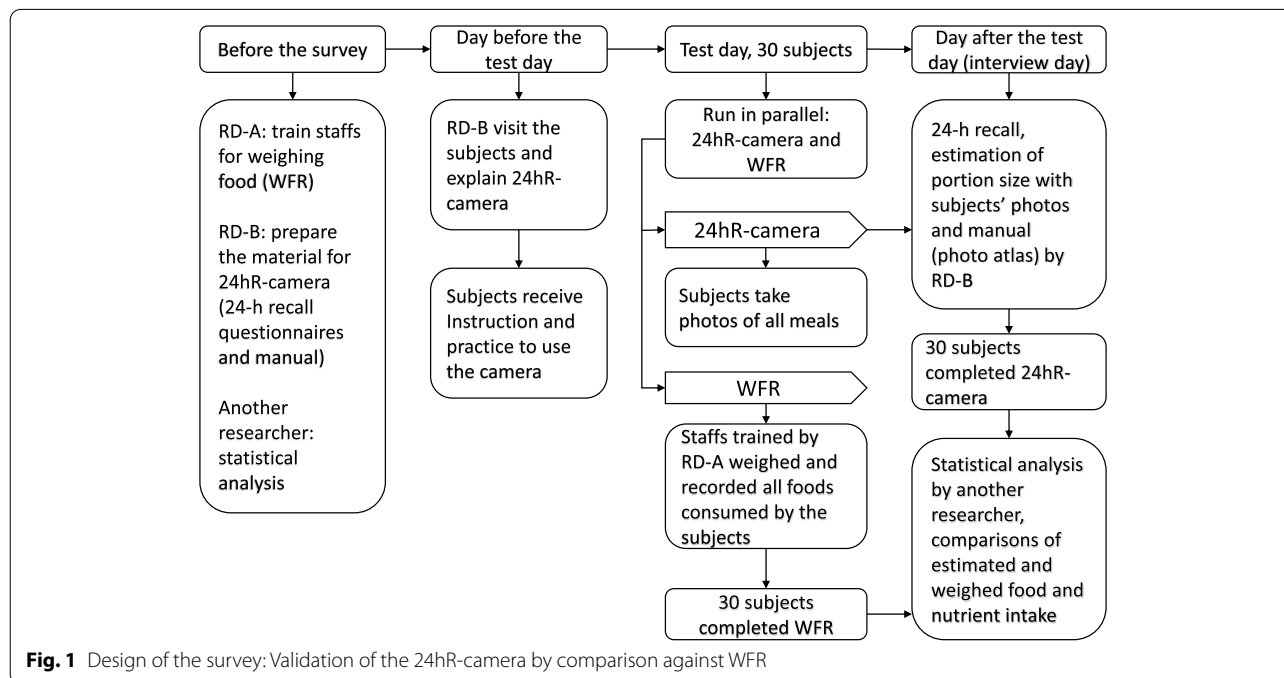 Before the survey
Day before the
test day
Test day, 30 subjects
Day after the test
day (interview day)
RD-A: train staffs
for weighing
food (WFR)
RD-B: prepare
the material for
24hR-camera
(24-h recall
questionnaires
and manual)
Another
researcher:
statistical
analysis
RD-B visit the
subjects and
explain 24hR-
camera
Subjects receive
Instruction and
practice to use
the camera
Run in parallel:
24hR-camera and
WFR
24hR-camera
Subjects take
photos of all meals
WFR
Staffs trained by
RD-A weighed and
recorded all foods
consumed by the
subjects
30 subjects
completed WFR
24-h recall,
estimation of
portion size with
subjects’ photos
and manual
(photo atlas) by
RD-B
30 subjects
completed 24hR-
camera
Statistical analysis
by another
researcher,
comparisons of
estimated and
weighed food and
nutrient intake
Fig. 1 Design of the survey: Validation of the 24hR-camera by comparison against WFR